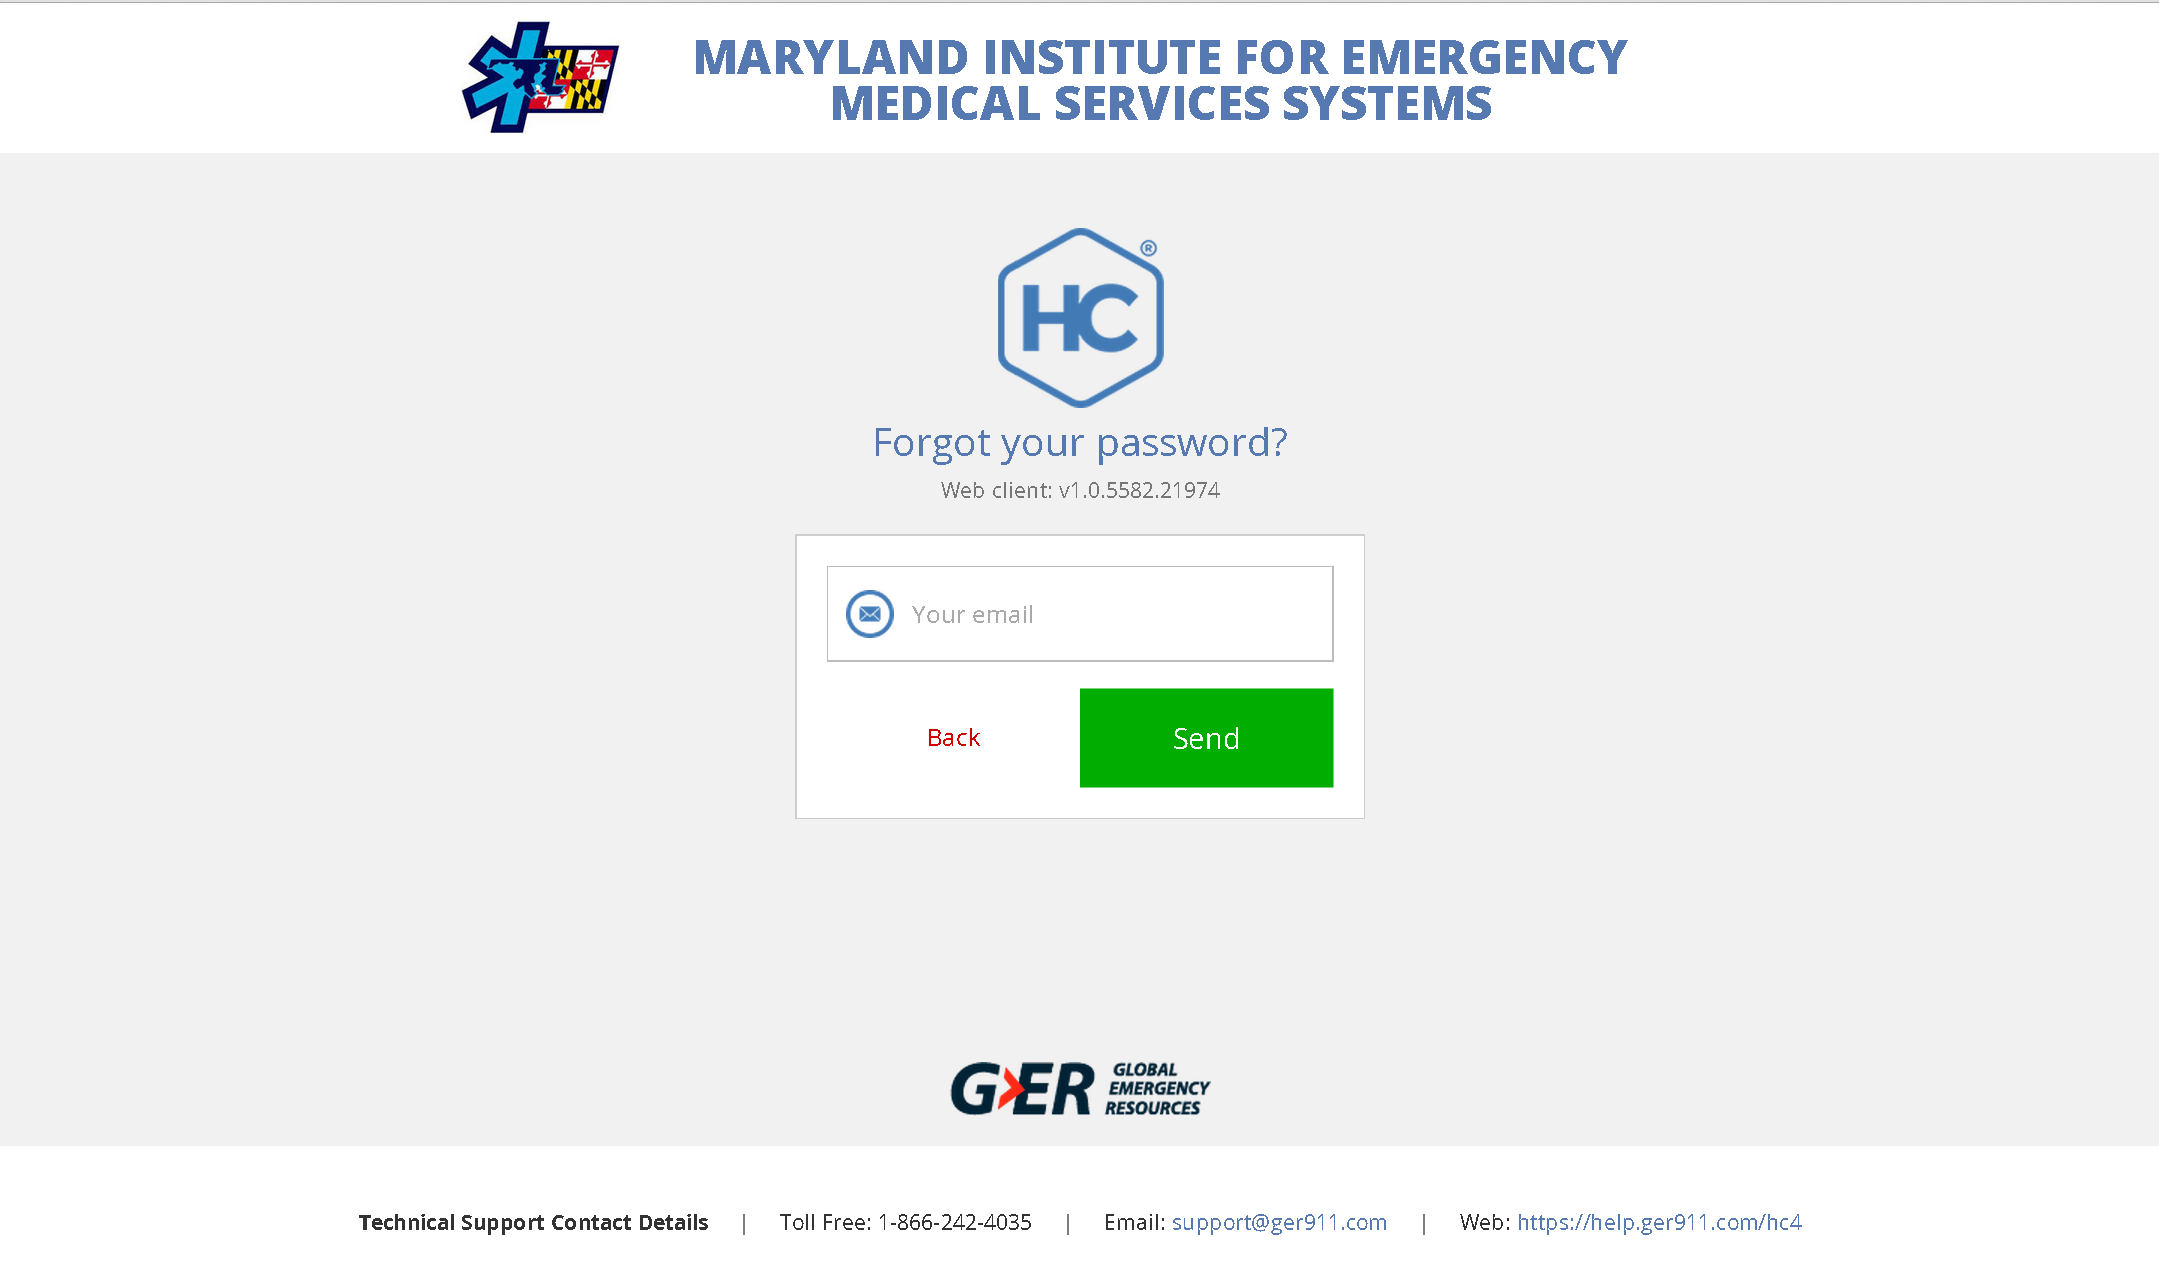 MARYLAND INSTITUTE FOR EMERGENCY
MEDICAL SERVICES SYSTEMS
HC®
Forgot your password?
Web client: v1.0.5582.21974
Your email
Back
Send
GER
GLOBAL
EMERGENCY
RESOURCES
Technical Support Contact Details | Toll Free: 1-866-242-4035 | Email: support@ger911.com | Web: https://help.ger911.com/hc4